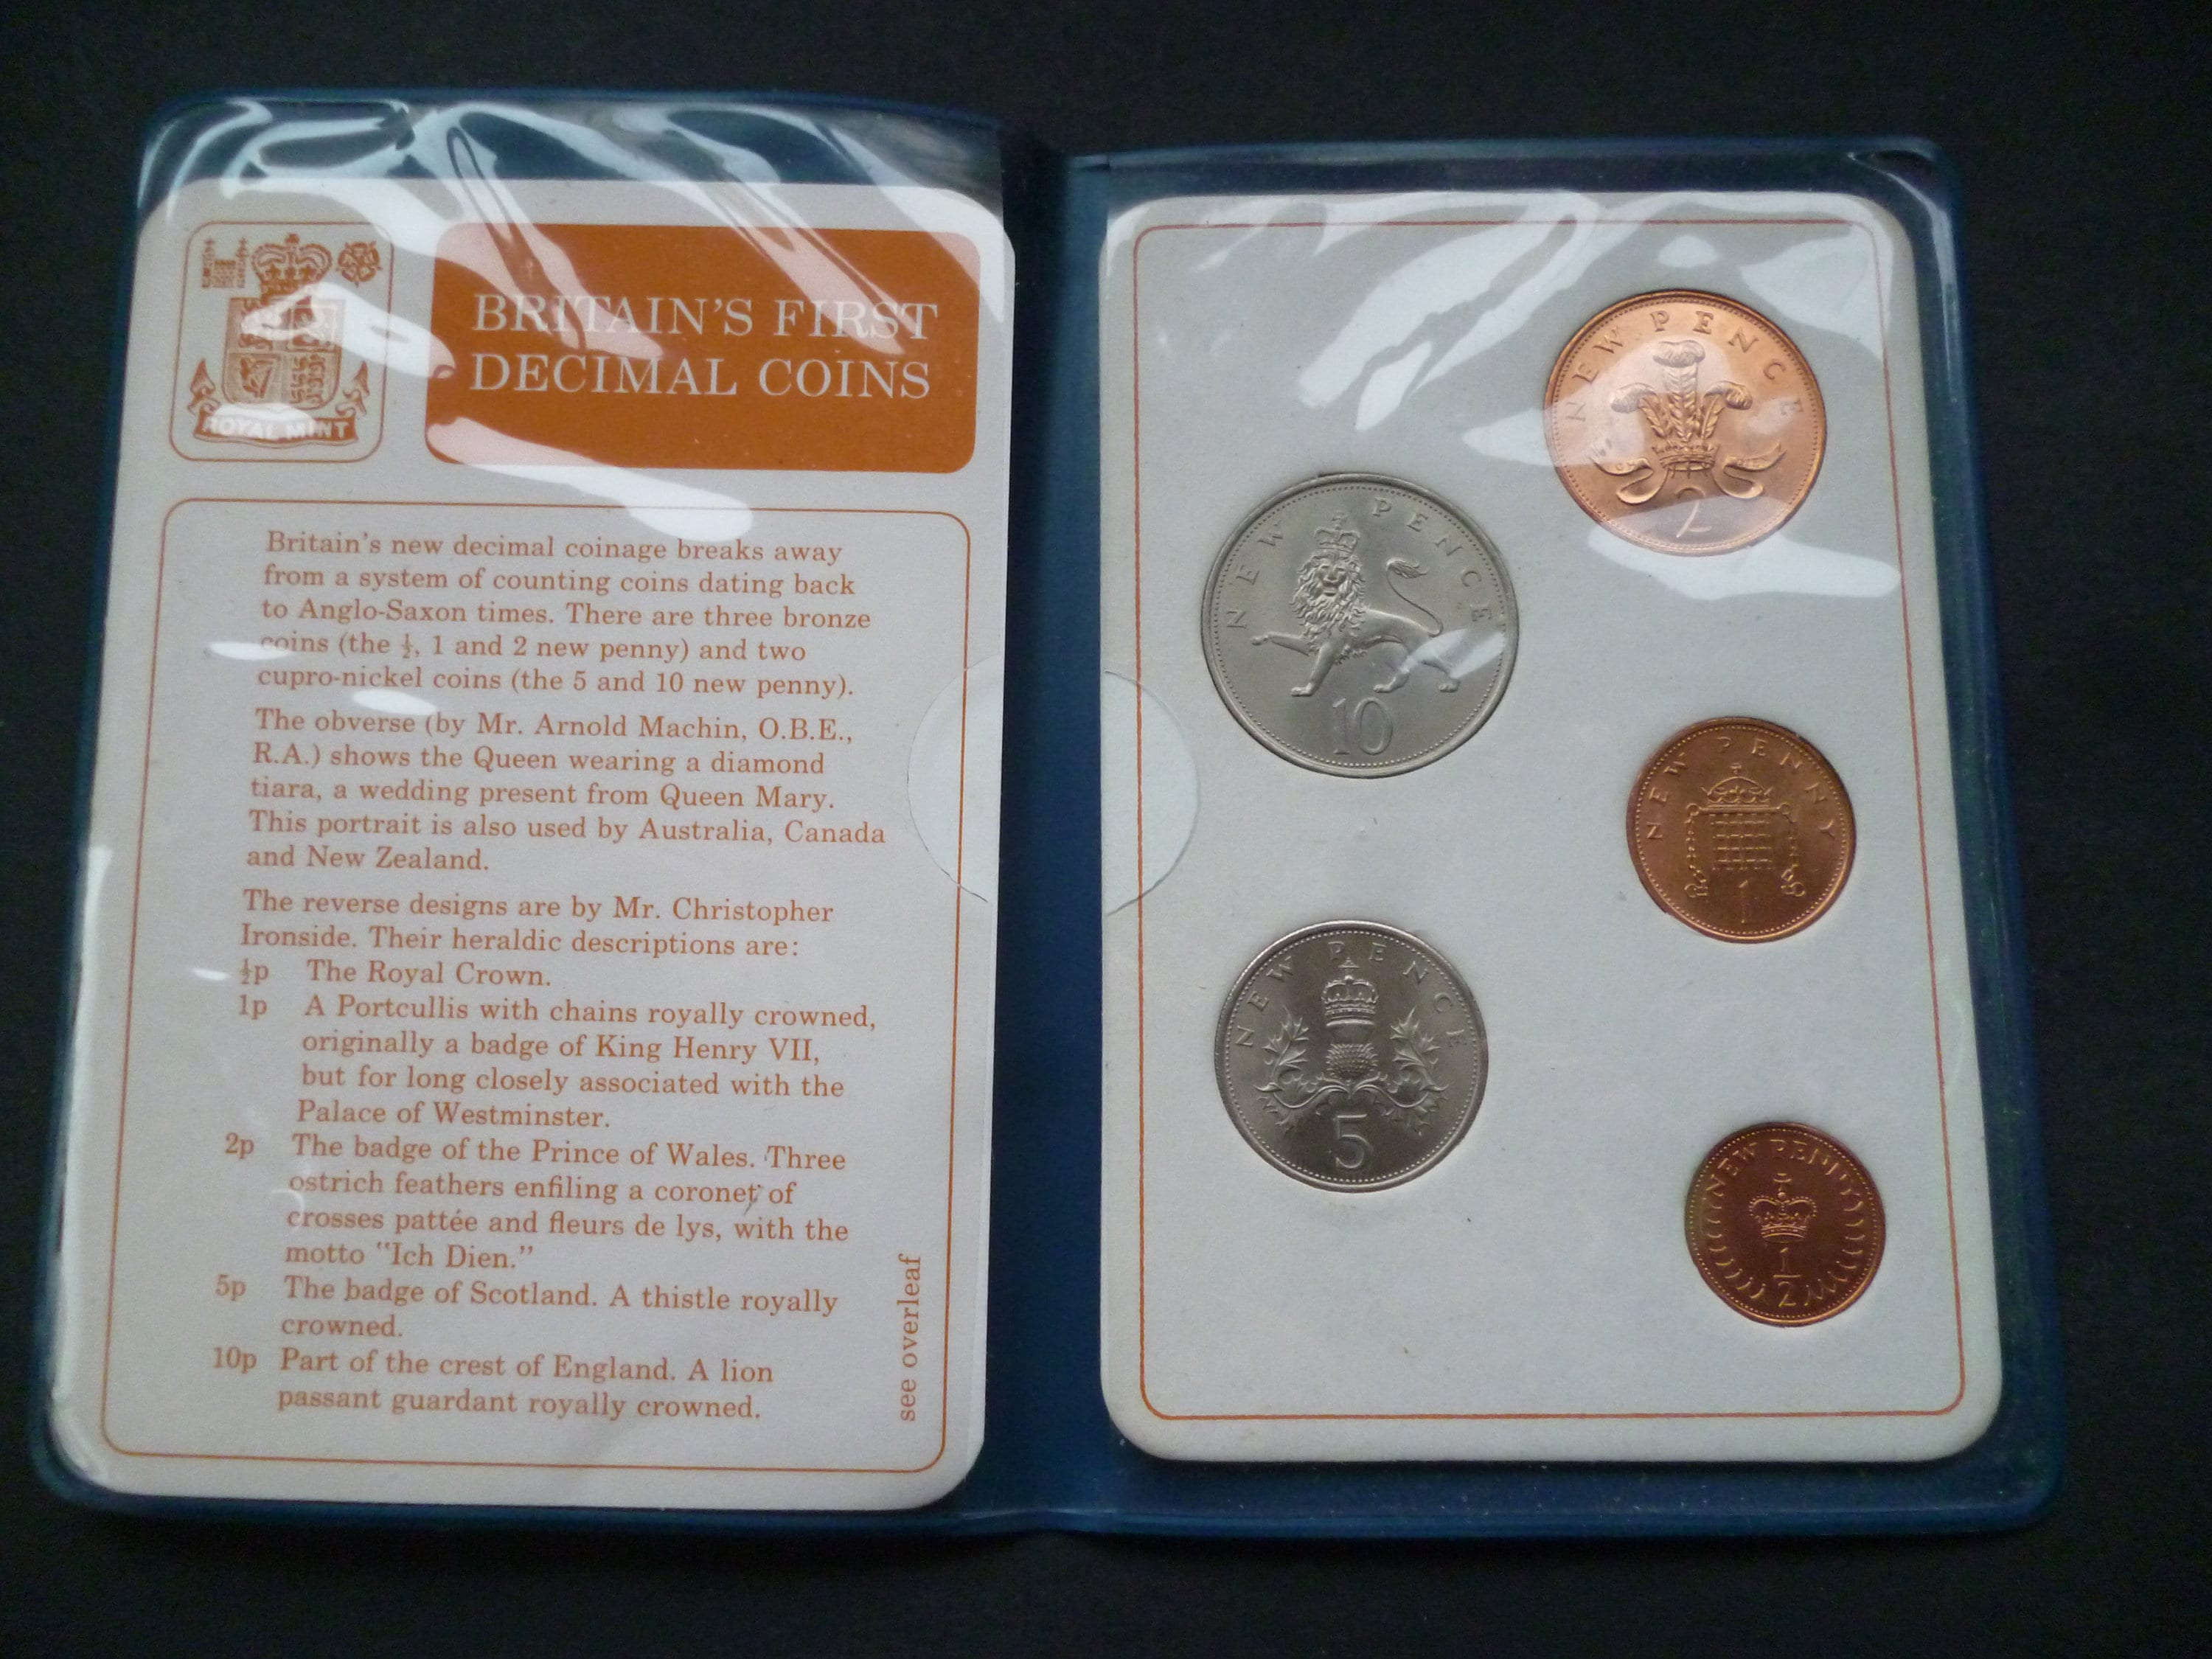 ROYAL MINT
BRITAIN'S FIRST
DECIMAL COINS
Britain's new decimal coinage breaks away
from a system of counting coins dating back
to Anglo-Saxon times. There are three bronze
coins (the ½, 1 and 2 new penny) and two
cupro-nickel coins (the 5 and 10 new penny).
The obverse (by Mr. Arnold Machin, O.B.E.,
R.A.) shows the Queen wearing a diamond
tiara, a wedding present from Queen Mary.
This portrait is also used by Australia, Canada
and New Zealand.
The reverse designs are by Mr. Christopher
Ironside. Their heraldic descriptions are:
½p The Royal Crown.
1p A Portcullis with chains royally crowned,
originally a badge of King Henry VII,
but for long closely associated with the
Palace of Westminster.
2p The badge of the Prince of Wales. Three
ostrich feathers enfiling a coronet of
crosses pattée and fleurs de lys, with the
motto "Ich Dien."
5p The badge of Scotland. A thistle royally
crowned.
10p Part of the crest of England. A lion
passant guardant royally crowned.
see overleaf
NEW PENCE
2
NEW PENCE
10
NEW PENNY
1
NEW PENCE
5
NEW PENNY
1/2